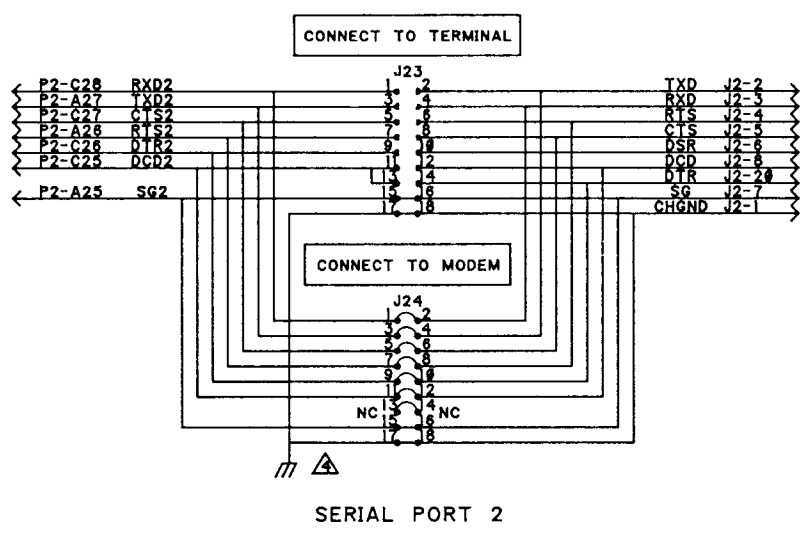 CONNECT TO TERMINAL
J23
P2-C28 RXD2 1 2 TXD J2-2
P2-A27 TXD2 3 4 RXD J2-3
P2-C27 CTS2 5 6 RTS J2-4
P2-A26 RTS2 7 8 CTS J2-5
P2-C26 DTR2 9 10 DSR J2-6
P2-C25 DCD2 11 12 DCD J2-8
13 14 DTR J2-20
P2-A25 SG2 15 16 SG J2-7
17 18 CHGND J2-1
CONNECT TO MODEM
J24
1 2
3 4
5 6
7 8
9 10
11 12
NC 13 14 NC
15 16
17 18
4
SERIAL PORT 2